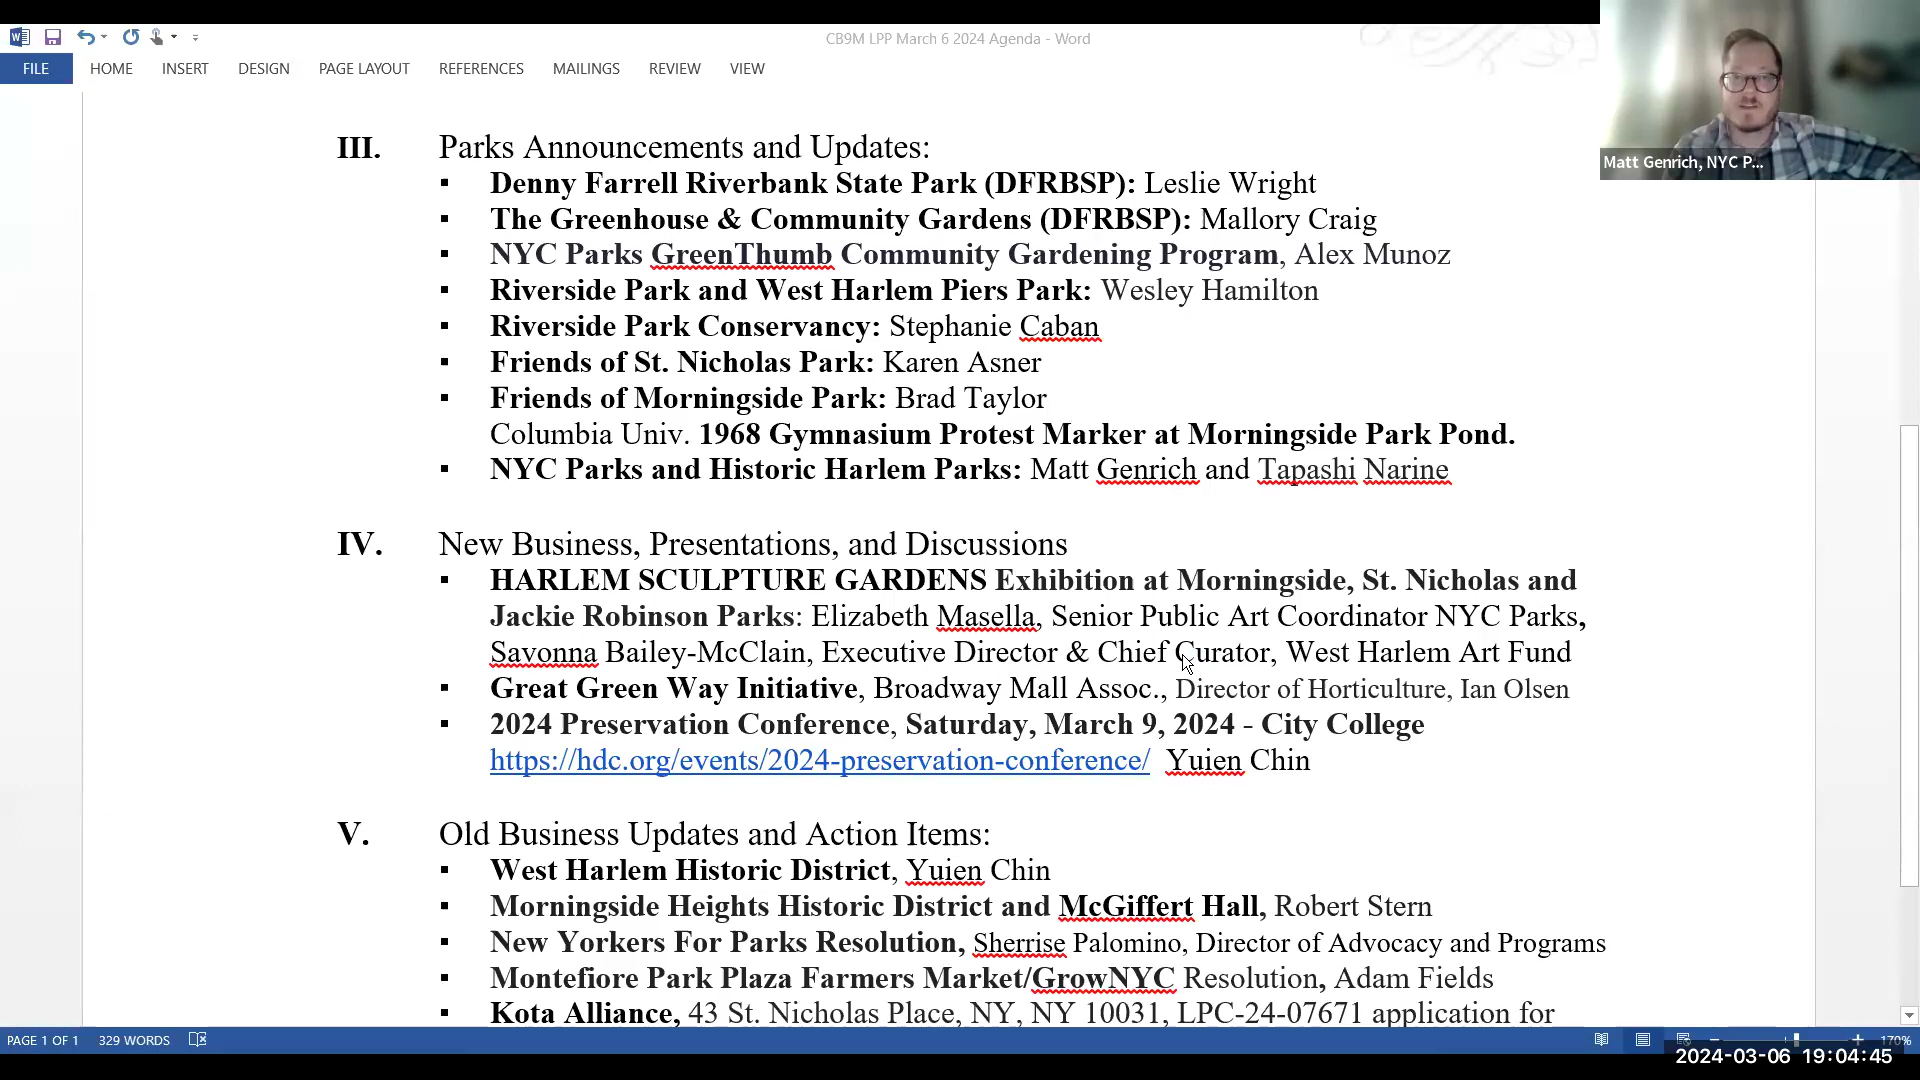 CB9M LPP March 6 2024 Agenda - Word
FILE HOME INSERT DESIGN PAGE LAYOUT REFERENCES MAILINGS REVIEW VIEW
Matt Genrich, NYC P...
III. Parks Announcements and Updates:
▪ Denny Farrell Riverbank State Park (DFRBSP): Leslie Wright
▪ The Greenhouse & Community Gardens (DFRBSP): Mallory Craig
▪ NYC Parks GreenThumb Community Gardening Program, Alex Munoz
▪ Riverside Park and West Harlem Piers Park: Wesley Hamilton
▪ Riverside Park Conservancy: Stephanie Caban
▪ Friends of St. Nicholas Park: Karen Asner
▪ Friends of Morningside Park: Brad Taylor
Columbia Univ. 1968 Gymnasium Protest Marker at Morningside Park Pond.
▪ NYC Parks and Historic Harlem Parks: Matt Genrich and Tapashi Narine
IV. New Business, Presentations, and Discussions
▪ HARLEM SCULPTURE GARDENS Exhibition at Morningside, St. Nicholas and
Jackie Robinson Parks: Elizabeth Masella, Senior Public Art Coordinator NYC Parks,
Savonna Bailey-McClain, Executive Director & Chief Curator, West Harlem Art Fund
▪ Great Green Way Initiative, Broadway Mall Assoc., Director of Horticulture, Ian Olsen
▪ 2024 Preservation Conference, Saturday, March 9, 2024 - City College
https://hdc.org/events/2024-preservation-conference/ Yuien Chin
V. Old Business Updates and Action Items:
▪ West Harlem Historic District, Yuien Chin
▪ Morningside Heights Historic District and McGiffert Hall, Robert Stern
▪ New Yorkers For Parks Resolution, Sherrise Palomino, Director of Advocacy and Programs
▪ Montefiore Park Plaza Farmers Market/GrowNYC Resolution, Adam Fields
▪ Kota Alliance, 43 St. Nicholas Place, NY, NY 10031, LPC-24-07671 application for
PAGE 1 OF 1 329 WORDS 170%
2024-03-06 19:04:45